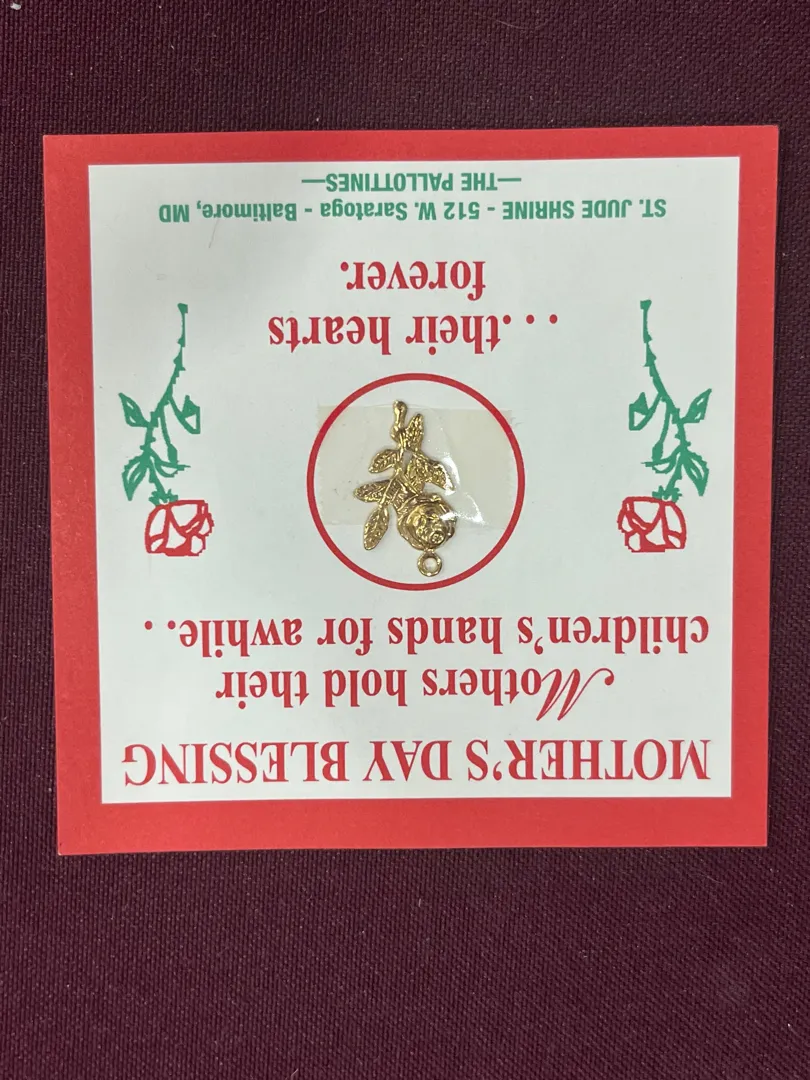 MOTHER'S DAY BLESSING
Mothers hold their
children's hands for awhile. . .
. . .their hearts
forever.
ST. JUDE SHRINE - 512 W. Saratoga - Baltimore, MD
—THE PALLOTTINES—